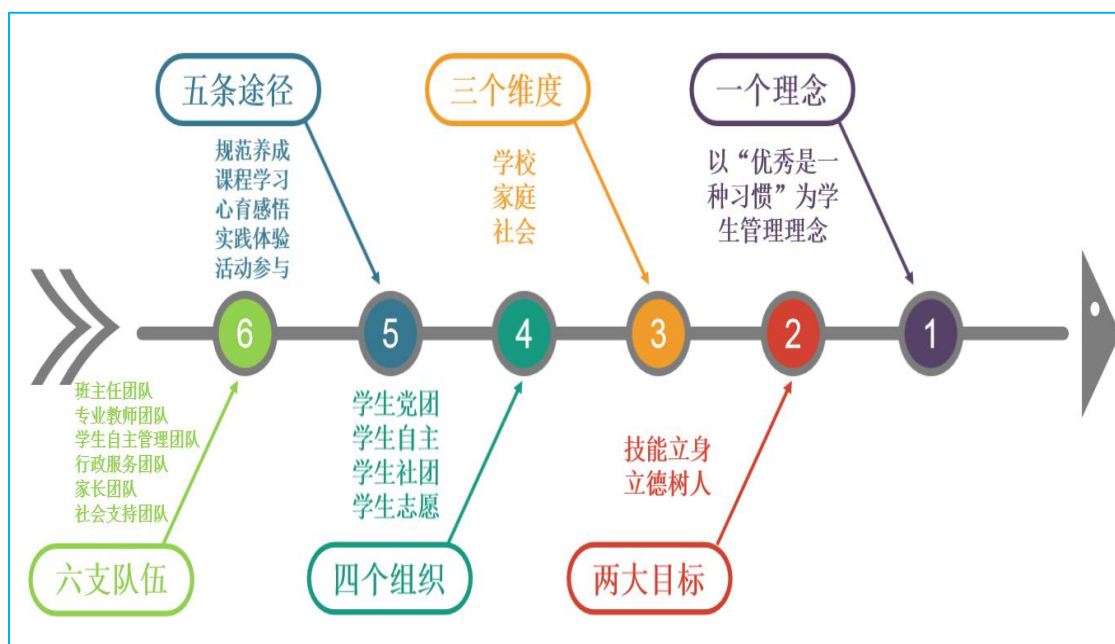 五条途径
三个维度
一个理念
规范养成
课程学习
心育感悟
实践体验
活动参与
学校
家庭
社会
以“优秀是一
种习惯”为学
生管理理念
6
5
4
3
2
1
班主任团队
专业教师团队
学生自主管理团队
行政服务团队
家长团队
社会支持团队
学生党团
学生自主
学生社团
学生志愿
技能立身
立德树人
六支队伍
四个组织
两大目标